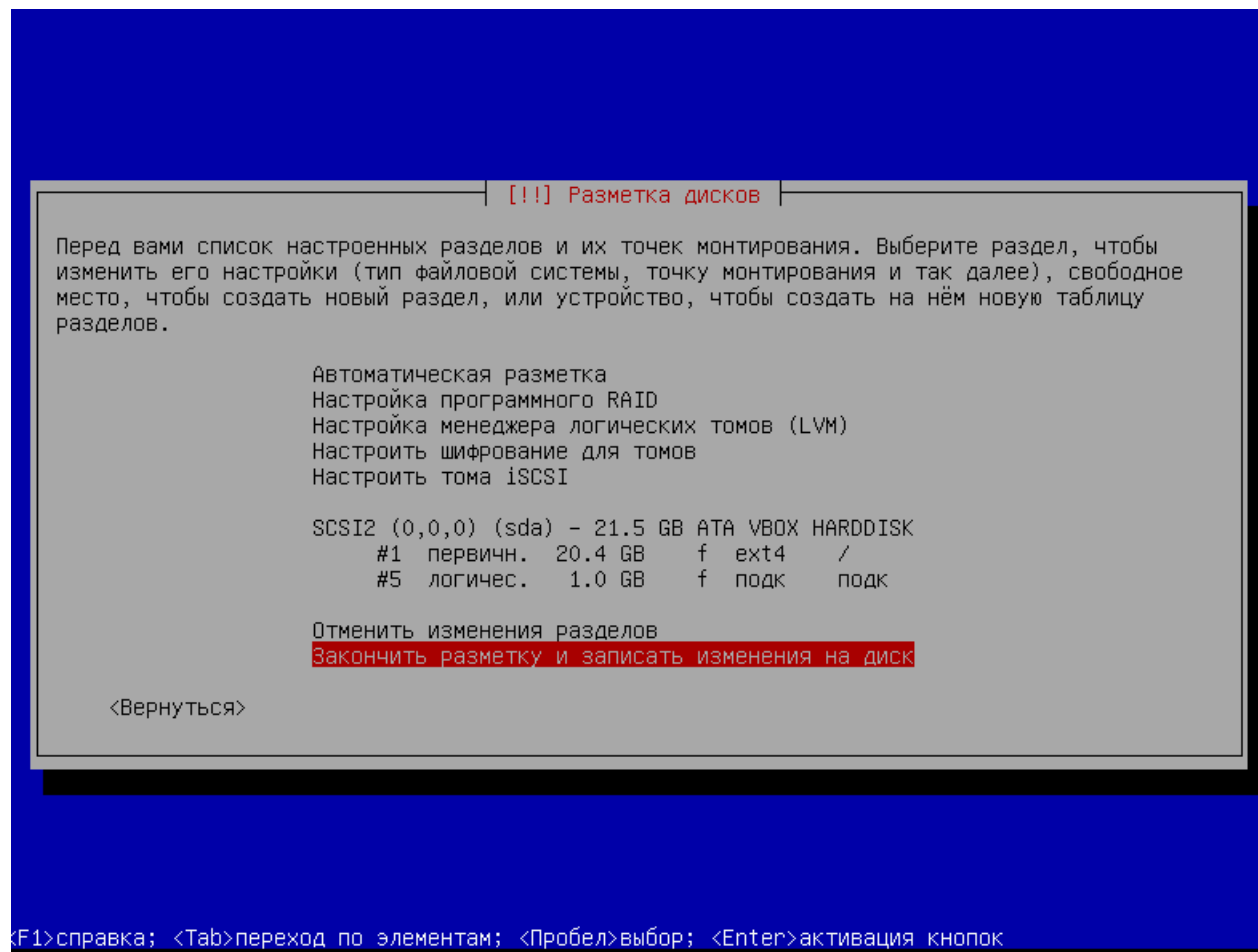 [!!] Разметка дисков
Перед вами список настроенных разделов и их точек монтирования. Выберите раздел, чтобы
изменить его настройки (тип файловой системы, точку монтирования и так далее), свободное
место, чтобы создать новый раздел, или устройство, чтобы создать на нём новую таблицу
разделов.
Автоматическая разметка
Настройка программного RAID
Настройка менеджера логических томов (LVM)
Настроить шифрование для томов
Настроить тома iSCSI
SCSI2 (0,0,0) (sda) – 21.5 GB ATA VBOX HARDDISK
#1 первичн. 20.4 GB f ext4 /
#5 логичес. 1.0 GB f подк подк
Отменить изменения разделов
Закончить разметку и записать изменения на диск
<Вернуться>
<F1>справка; <Tab>переход по элементам; <Пробел>выбор; <Enter>активация кнопок